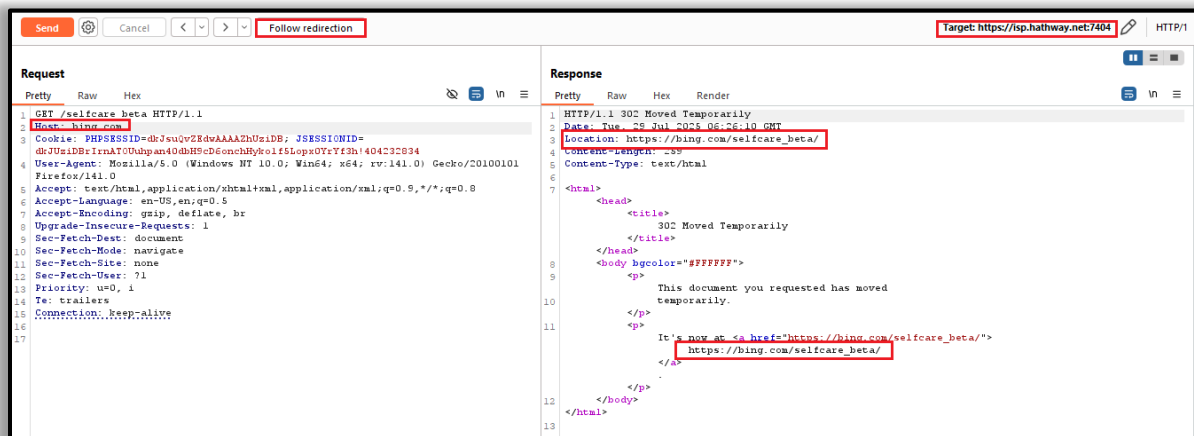 Send
Cancel
Follow redirection
Target: https://isp.hathway.net:7404
HTTP/1
Request
Pretty Raw Hex
\n
1 GET /selfcare_beta HTTP/1.1
2 Host: bing.com
3 Cookie: PHPSESSID=
JSESSIONID=
4 User-Agent: Mozilla/5.0 (Windows NT 10.0; Win64; x64; rv:141.0) Gecko/20100101
Firefox/141.0
5 Accept: text/html,application/xhtml+xml,application/xml;q=0.9,*/*;q=0.8
6 Accept-Language: en-US,en;q=0.5
7 Accept-Encoding: gzip, deflate, br
8 Upgrade-Insecure-Requests: 1
9 Sec-Fetch-Dest: document
10 Sec-Fetch-Mode: navigate
11 Sec-Fetch-Site: none
12 Sec-Fetch-User: ?1
13 Priority: u=0, i
14 Te: trailers
15 Connection: keep-alive
16
17
Response
Pretty Raw Hex Render
\n
1 HTTP/1.1 302 Moved Temporarily
2 Date: Tue, 29 Jul 2025 06:26:10 GMT
3 Location: https://bing.com/selfcare_beta/
4 Content-Length: 259
5 Content-Type: text/html
6
7 <html>
<head>
<title>
302 Moved Temporarily
</title>
</head>
8 <body bgcolor="#FFFFFF">
9 <p>
This document you requested has moved
10 temporarily.
</p>
11 <p>
It's now at <a href="https://bing.com/selfcare_beta/">
https://bing.com/selfcare_beta/
</a>
.
</p>
12 </body>
</html>
13